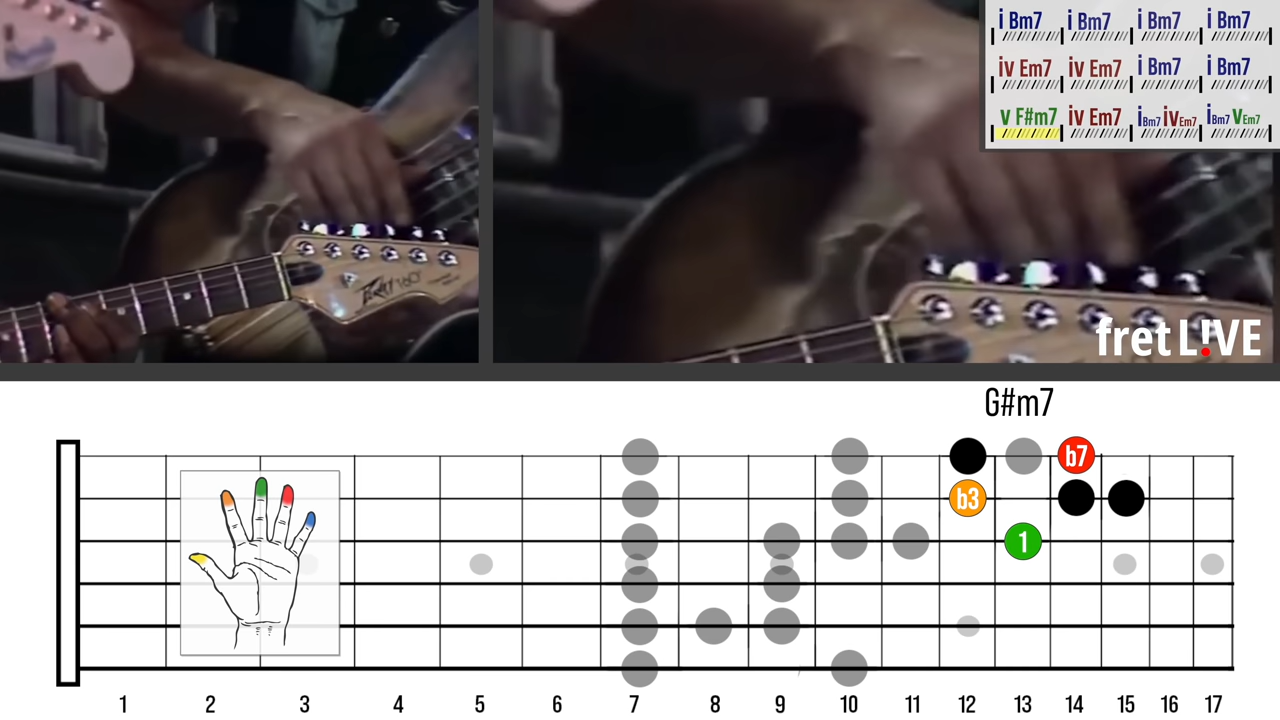 i Bm7 i Bm7 i Bm7 i Bm7
iv Em7 iv Em7 i Bm7 i Bm7
v F#m7 iv Em7 i Bm7 iv Em7 i Bm7 v Em7
PEAVEY
fret L!VE
G#m7
b7
b3
1
1 2 3 4 5 6 7 8 9 10 11 12 13 14 15 16 17